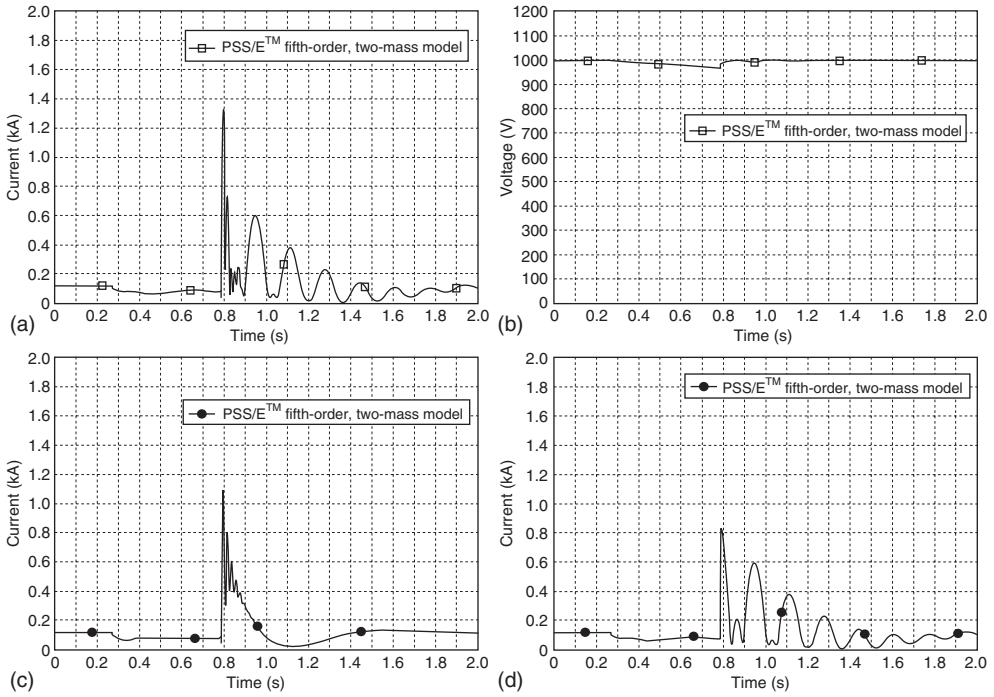 2.0
1.8
1.6
1.4
1.2
1.0
0.8
0.6
0.4
0.2
0
Current (kA)
PSS/E™ fifth-order, two-mass model
0 0.2 0.4 0.6 0.8 1.0 1.2 1.4 1.6 1.8 2.0
(a) Time (s)
1200
1100
1000
900
800
700
600
500
400
300
200
100
0
Voltage (V)
PSS/E™ fifth-order, two-mass model
0 0.2 0.4 0.6 0.8 1.0 1.2 1.4 1.6 1.8 2.0
(b) Time (s)
2.0
1.8
1.6
1.4
1.2
1.0
0.8
0.6
0.4
0.2
0
Current (kA)
PSS/E™ fifth-order, two-mass model
0 0.2 0.4 0.6 0.8 1.0 1.2 1.4 1.6 1.8 2.0
(c) Time (s)
2.0
1.8
1.6
1.4
1.2
1.0
0.8
0.6
0.4
0.2
0
Current (kA)
PSS/E™ fifth-order, two-mass model
0 0.2 0.4 0.6 0.8 1.0 1.2 1.4 1.6 1.8 2.0
(d) Time (s)